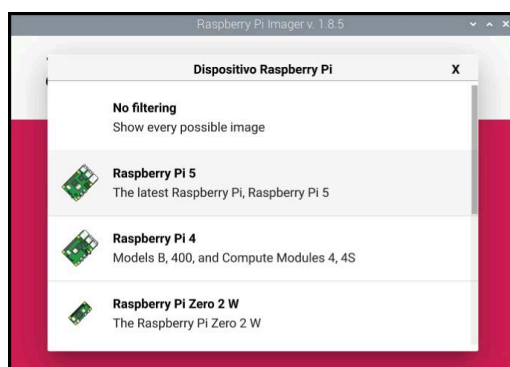 Raspberry Pi Imager v. 1.8.5
Dispositivo Raspberry Pi
X
No filtering
Show every possible image
Raspberry Pi 5
The latest Raspberry Pi, Raspberry Pi 5
Raspberry Pi 4
Models B, 400, and Compute Modules 4, 4S
Raspberry Pi Zero 2 W
The Raspberry Pi Zero 2 W